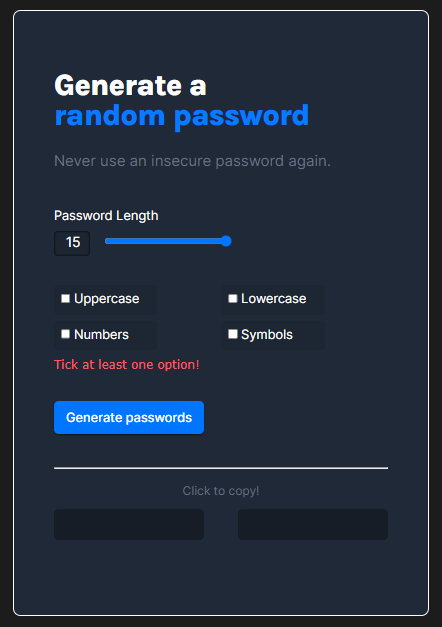 Generate a
random password
Never use an insecure password again.
Password Length
15
Uppercase Lowercase
Numbers Symbols
Tick at least one option!
Generate passwords
Click to copy!